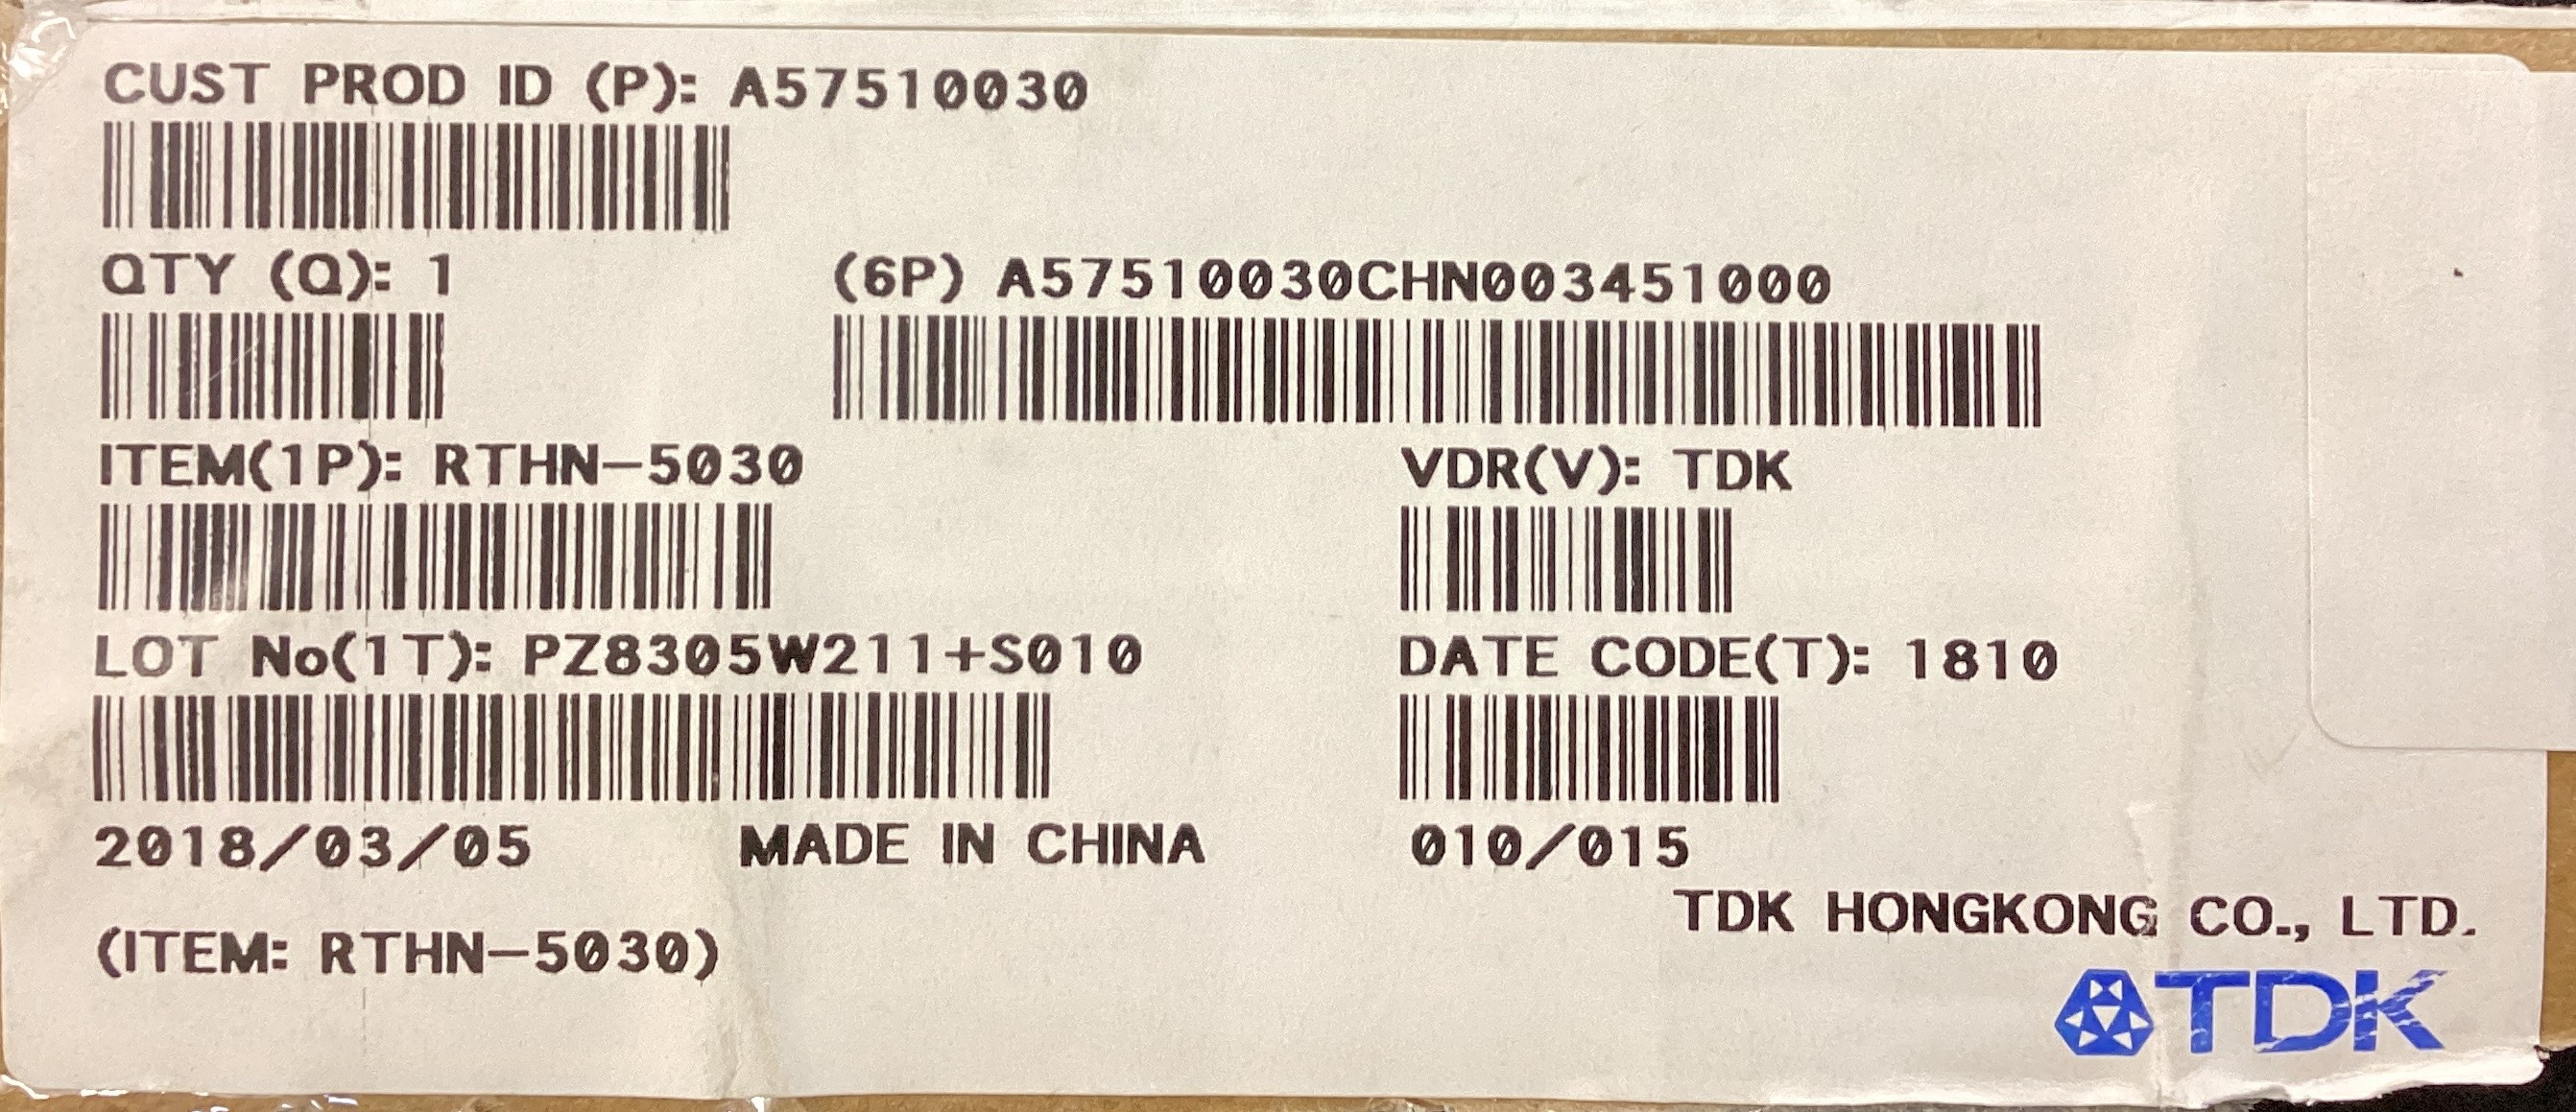 CUST PROD ID (P): A57510030
QTY (Q): 1
(6P) A57510030CHN003451000
ITEM(1P): RTHN-5030
VDR(V): TDK
LOT No(1T): PZ8305W211+S010
DATE CODE(T): 1810
2018/03/05 MADE IN CHINA 010/015
TDK HONGKONG CO., LTD.
(ITEM: RTHN-5030)
TDK